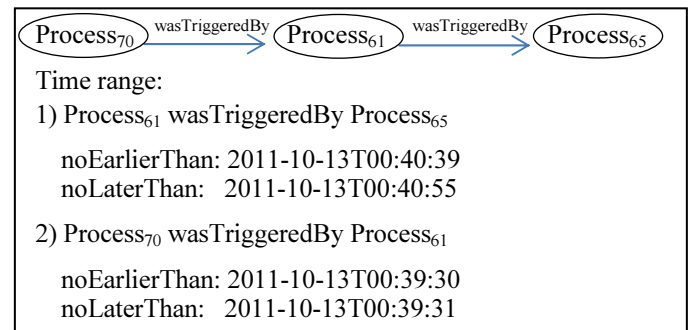 wasTriggeredBy wasTriggeredBy
Process₇₀ Process₆₁ Process₆₅
Time range:
1) Process₆₁ wasTriggeredBy Process₆₅
noEarlierThan: 2011-10-13T00:40:39
noLaterThan: 2011-10-13T00:40:55
2) Process₇₀ wasTriggeredBy Process₆₁
noEarlierThan: 2011-10-13T00:39:30
noLaterThan: 2011-10-13T00:39:31